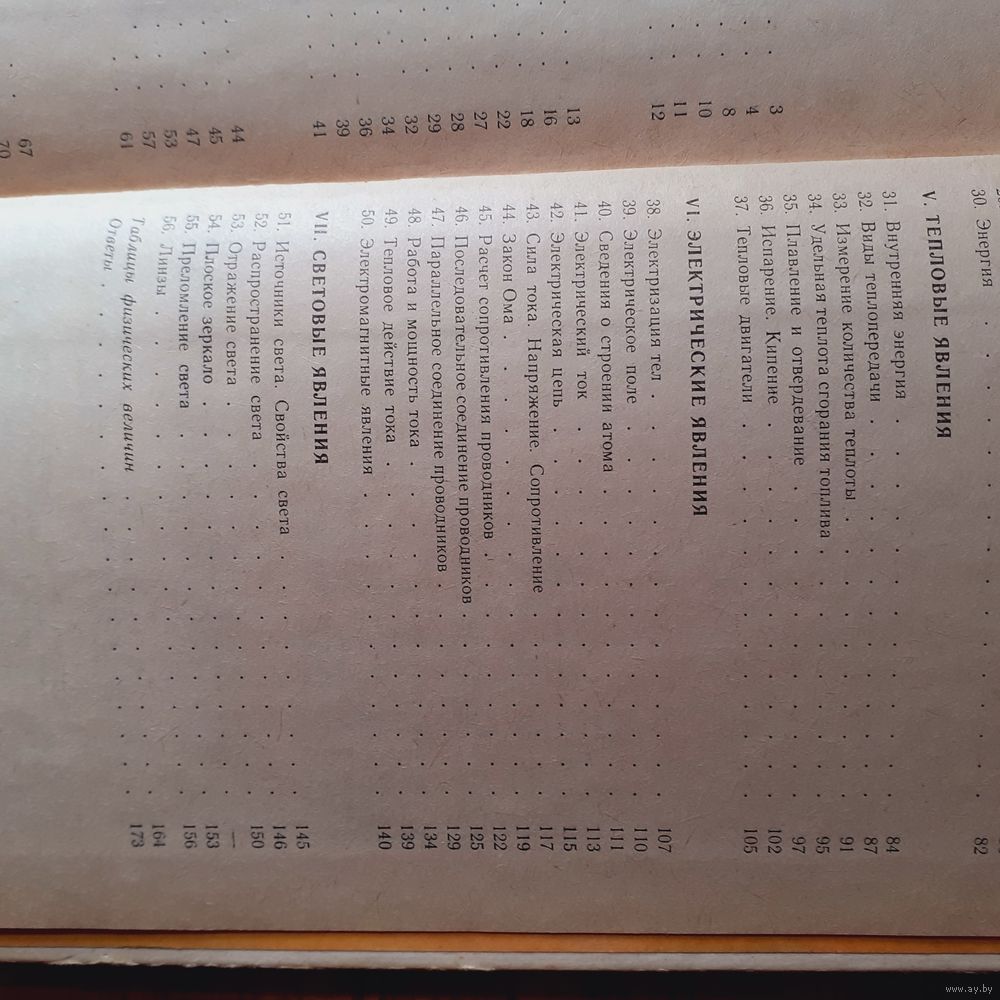 3
4
8
10
11
12
13
16
18
22
27
28
29
32
34
36
39
41
44
45
47
53
57
61
67
70
30. Энергия . . . . . . . . 82
V. ТЕПЛОВЫЕ ЯВЛЕНИЯ
31. Внутренняя энергия . . . . . . . 84
32. Виды теплопередачи . . . . . . . 87
33. Измерение количества теплоты . . . . . . 91
34. Удельная теплота сгорания топлива . . . . . . 95
35. Плавление и отвердевание . . . . . . 97
36. Испарение. Кипение . . . . . . . 102
37. Тепловые двигатели . . . . . . . 105
VI. ЭЛЕКТРИЧЕСКИЕ ЯВЛЕНИЯ
38. Электризация тел . . . . . . . 107
39. Электрическое поле . . . . . . . 110
40. Сведения о строении атома . . . . . . 111
41. Электрический ток . . . . . . . 113
42. Электрическая цепь . . . . . . . 115
43. Сила тока. Напряжение. Сопротивление . . . . . 117
44. Закон Ома . . . . . . . . 119
45. Расчет сопротивления проводников . . . . . 122
46. Последовательное соединение проводников . . . . 125
47. Параллельное соединение проводников . . . . . 129
48. Работа и мощность тока . . . . . . 134
49. Тепловое действие тока . . . . . . 139
50. Электромагнитные явления . . . . . . 140
VII. СВЕТОВЫЕ ЯВЛЕНИЯ
51. Источники света. Свойства света . . . . . 145
52. Распространение света . . . . . . 146
53. Отражение света . . . . . . . 150
54. Плоское зеркало . . . . . . . —
55. Преломление света . . . . . . . 153
56. Линзы . . . . . . . . . 156
Таблицы физических величин . . . . . . 164
Ответы . . . . . . . . . . 173
www.ay.by